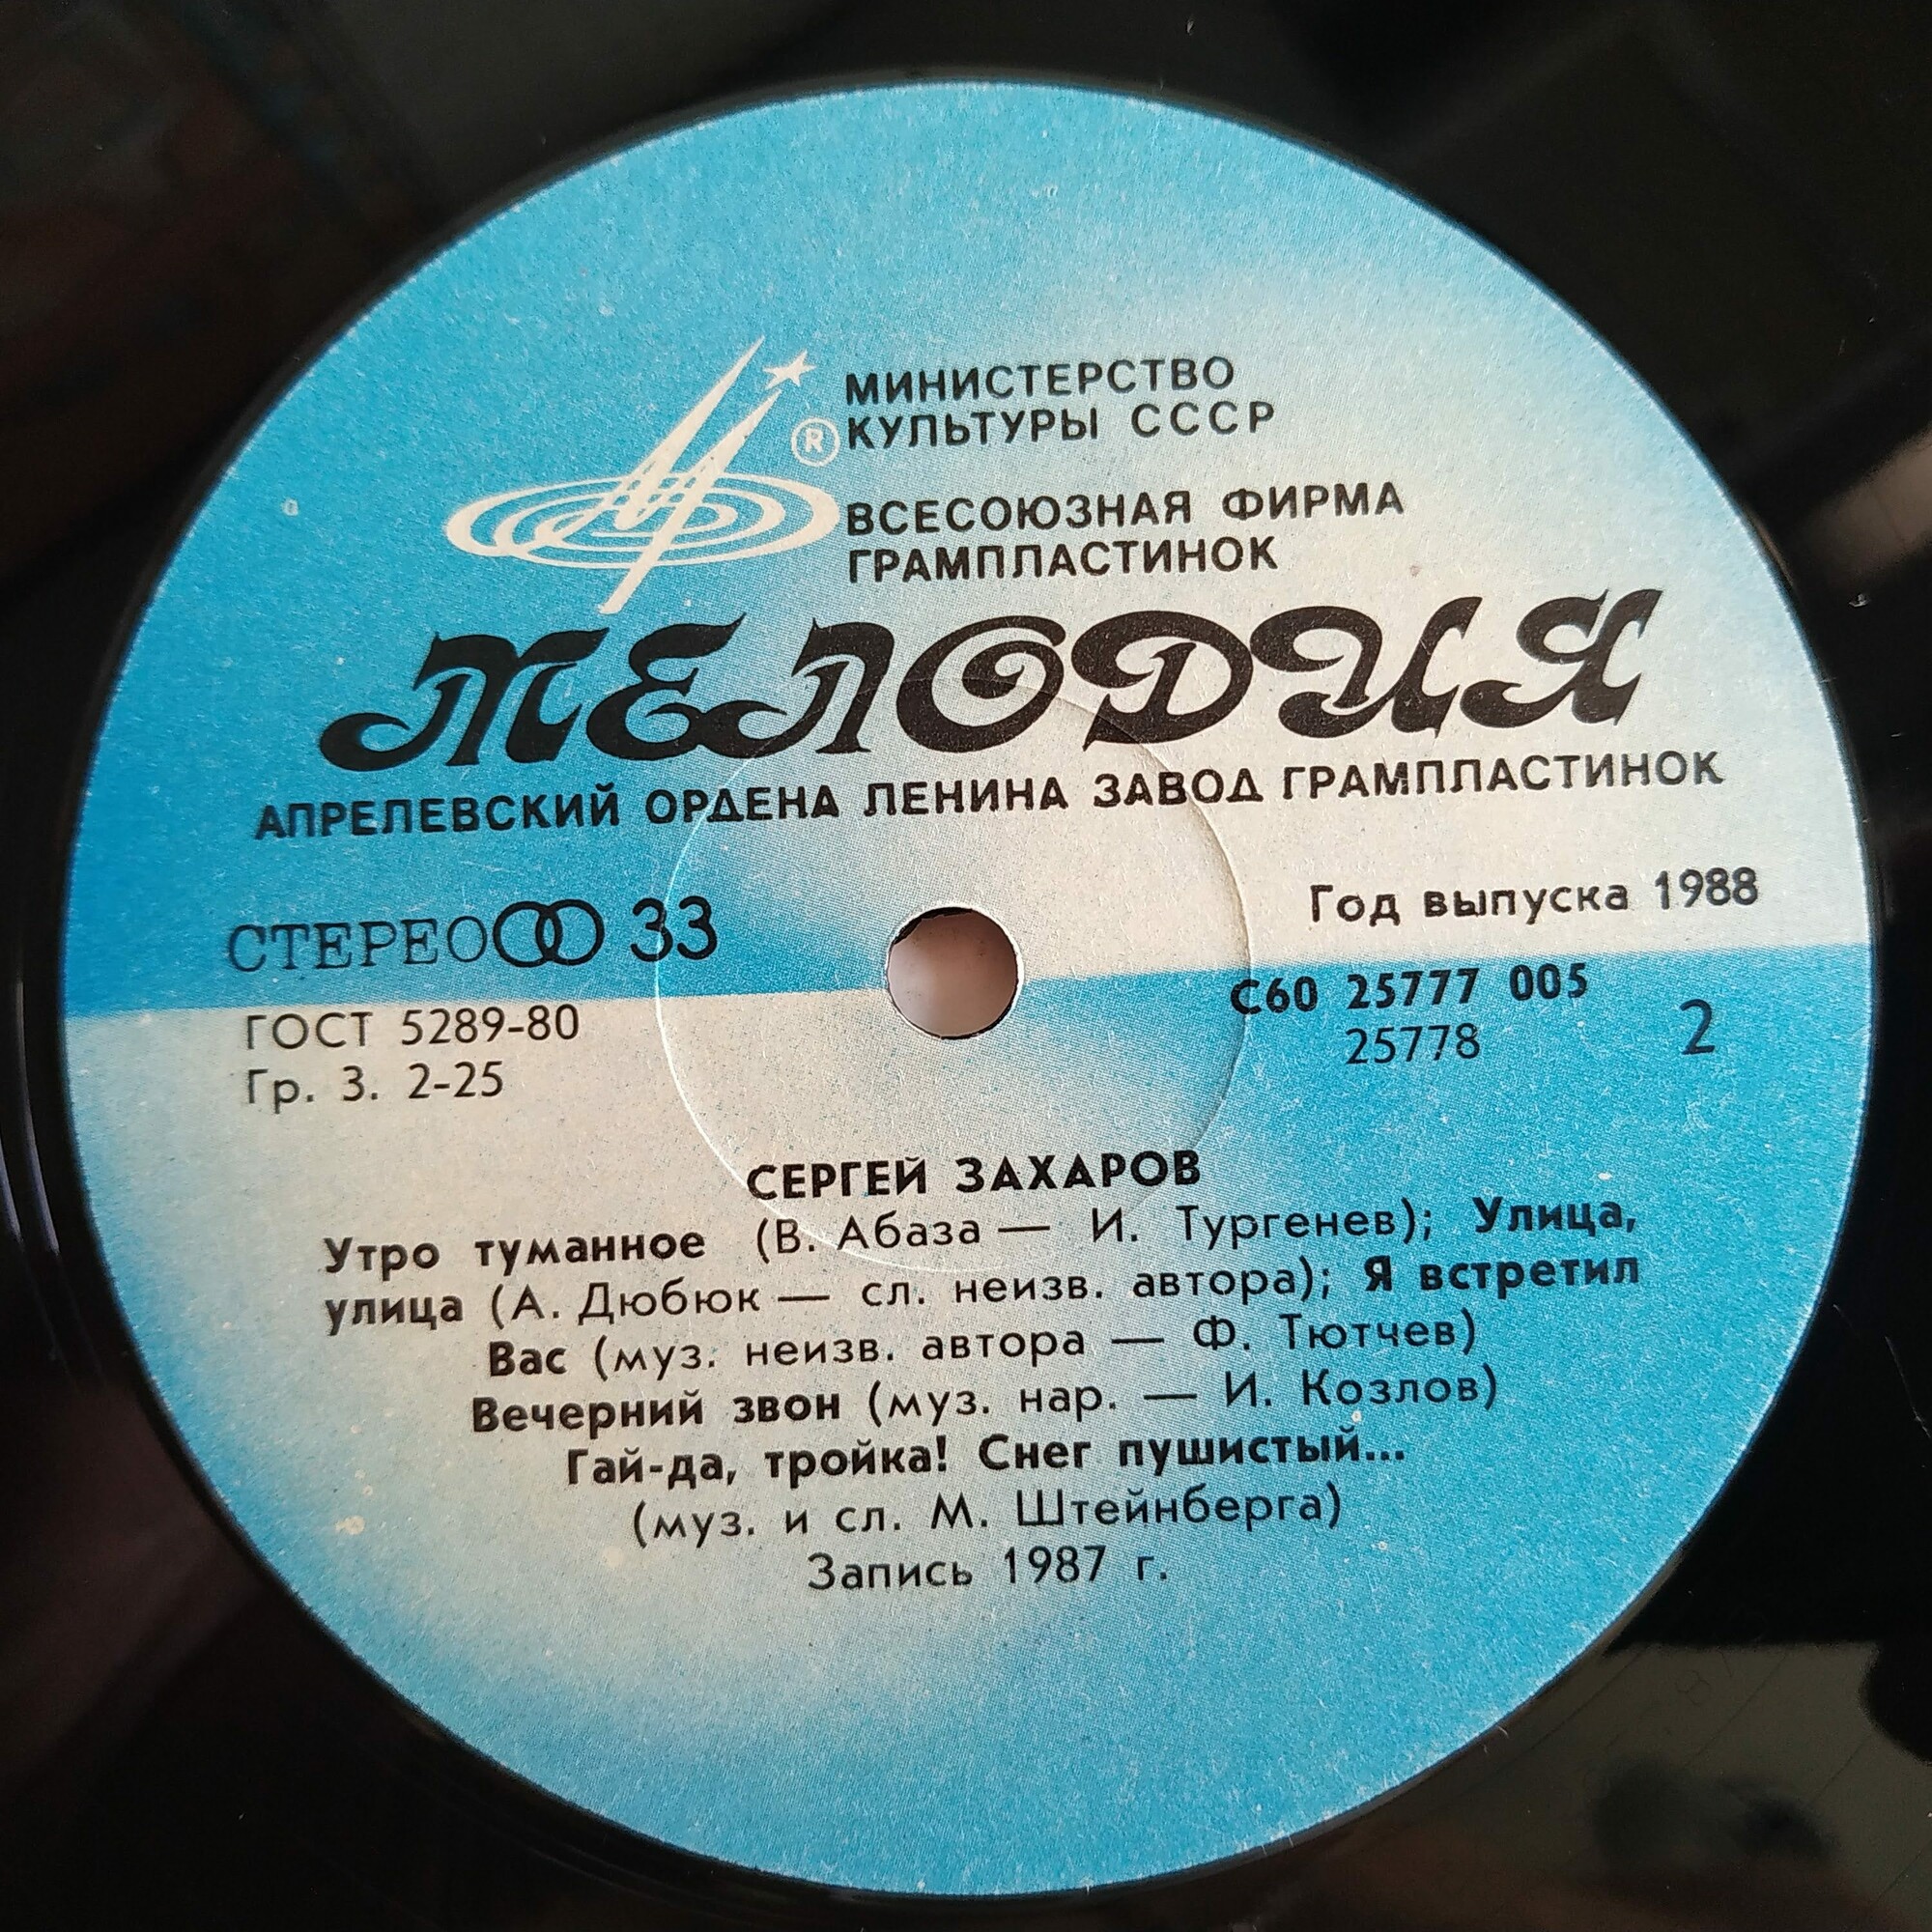 ®
МИНИСТЕРСТВО
КУЛЬТУРЫ СССР
ВСЕСОЮЗНАЯ ФИРМА
ГРАМПЛАСТИНОК
МЕЛОДИЯ
АПРЕЛЕВСКИЙ ОРДЕНА ЛЕНИНА ЗАВОД ГРАМПЛАСТИНОК
СТЕРЕО 33
Год выпуска 1988
ГОСТ 5289-80
Гр. 3. 2-25
С60 25777 005
25778
2
СЕРГЕЙ ЗАХАРОВ
Утро туманное (В. Абаза — И. Тургенев); Улица,
улица (А. Дюбюк — сл. неизв. автора); Я встретил
Вас (муз. неизв. автора — Ф. Тютчев)
Вечерний звон (муз. нар. — И. Козлов)
Гай-да, тройка! Снег пушистый...
(муз. и сл. М. Штейнберга)
Запись 1987 г.